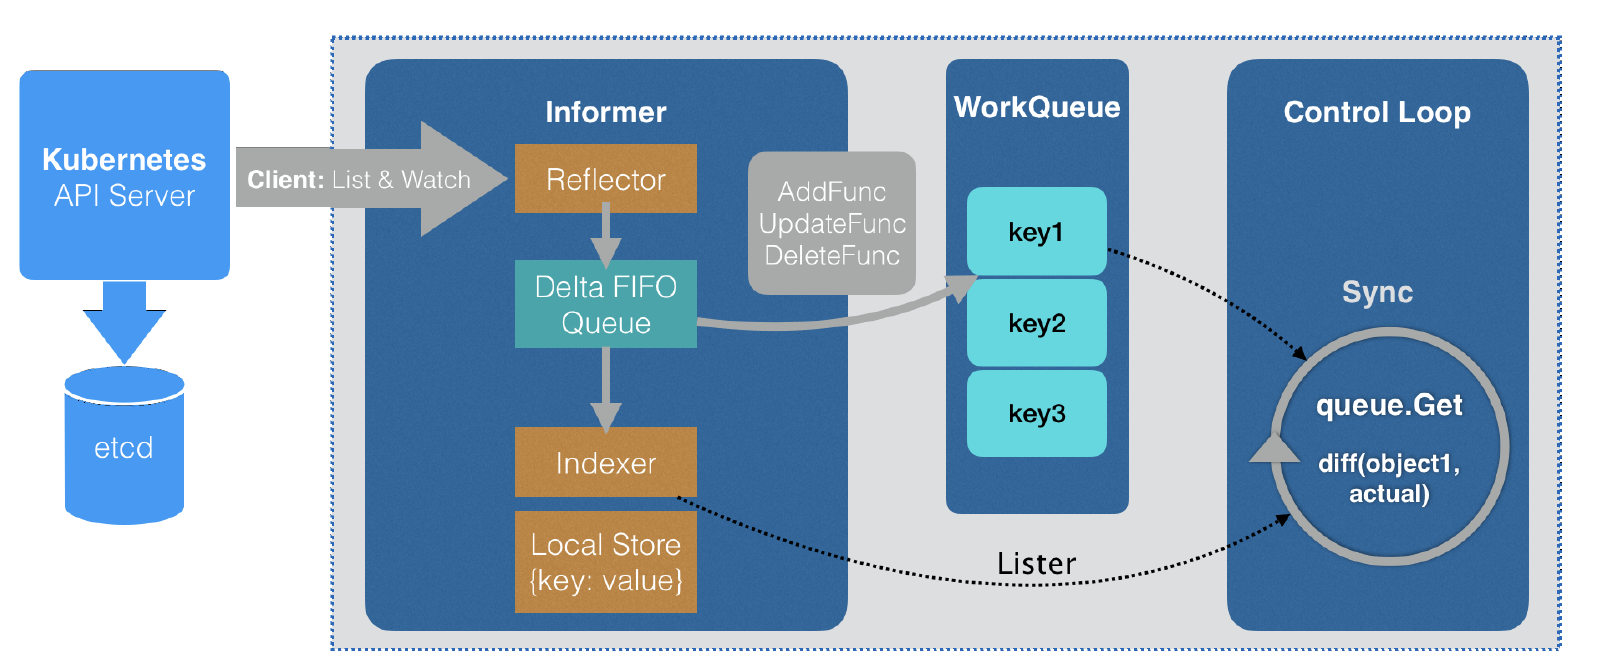 Kubernetes
API Server
etcd
Client: List & Watch
Informer
Reflector
Delta FIFO
Queue
Indexer
Local Store
{key: value}
AddFunc
UpdateFunc
DeleteFunc
WorkQueue
key1
key2
key3
Lister
Control Loop
Sync
queue.Get
diff(object1,
actual)